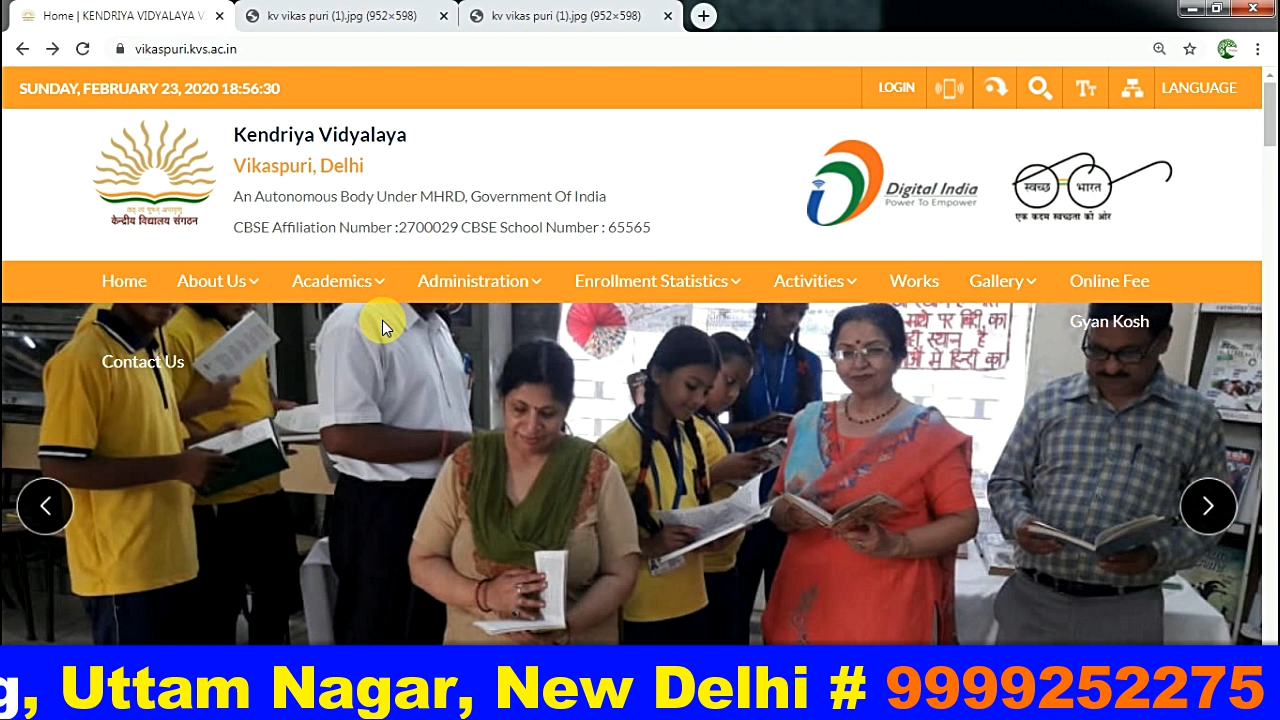 Home | KENDRIYA VIDYALAYA V
kv vikas puri (1).jpg (952×598)
kv vikas puri (1).jpg (952×598)
vikaspuri.kvs.ac.in
SUNDAY, FEBRUARY 23, 2020 18:56:30
LOGIN
LANGUAGE
Kendriya Vidyalaya
Vikaspuri, Delhi
An Autonomous Body Under MHRD, Government Of India
CBSE Affiliation Number :2700029 CBSE School Number : 65565
केन्द्रीय विद्यालय संगठन
Digital India
Power To Empower
स्वच्छ भारत
एक कदम स्वच्छता की ओर
Home About Us Academics Administration Enrollment Statistics Activities Works Gallery Online Fee
Gyan Kosh
Contact Us
g, Uttam Nagar, New Delhi # 9999252275